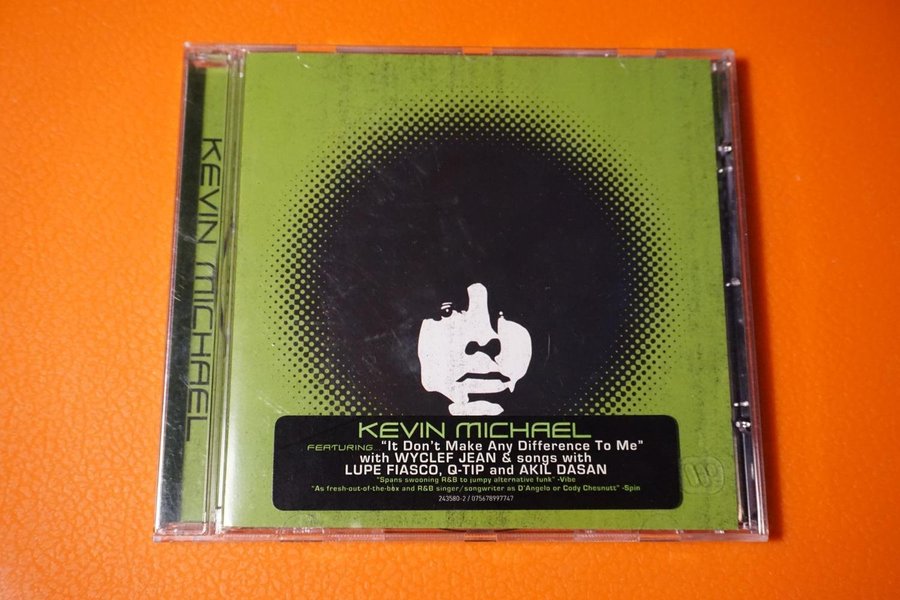 KEVIN MICHAEL
KEVIN MICHAEL
FEATURING... "It Don't Make Any Difference To Me"
with WYCLEF JEAN & songs with
LUPE FIASCO, Q-TIP and AKIL DASAN
"Spans swooning R&B to jumpy alternative funk" -Vibe
"As fresh-out-of-the-box and R&B singer/songwriter as D'Angelo or Cody Chesnutt" -Spin
243580-2 / 075678997747